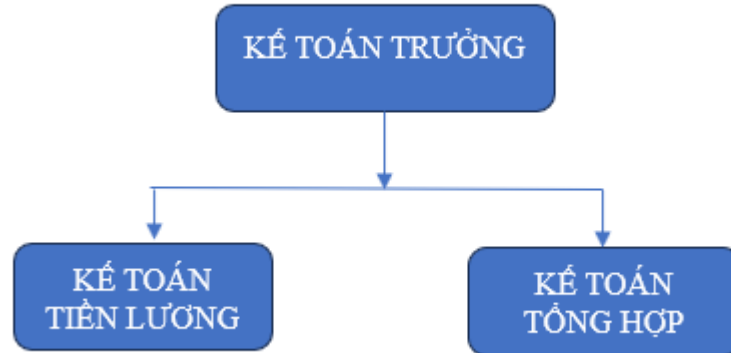 KẾ TOÁN TRƯỞNG
KẾ TOÁN
TIỀN LƯƠNG
KẾ TOÁN
TỔNG HỢP